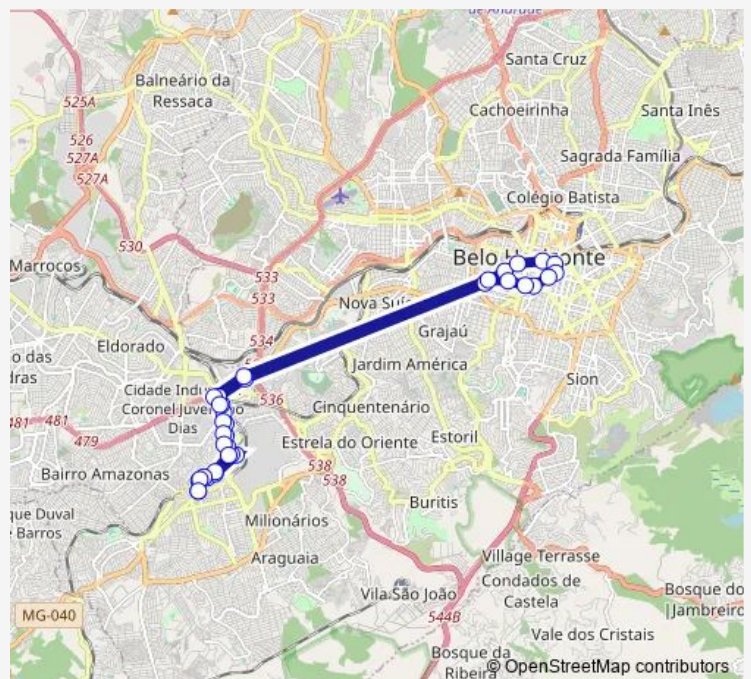 de Andrade
Santa Cruz
Balneário da
Ressaca
525A
Cachoeirinha
Santa Inês
526
527A
527A
Sagrada Família
Colégio Batista
530
Marrocos
533
533
Nova
534
Grajaú
Eldorado
Jardim América
Sion
Cidade
536
Cinquentenário
Coronel
Dias
481
481
479
Estrela do Oriente
Estoril
538
538
Bairro Amazonas
Buritis
que Duval
Barros
Milionários
Araguaia
Village Terrasse
Condados de
Castela
Vila São João
Bosque do
Jambreiro
MG-040
544B
Vale dos Cristais
Bosque da
Ribeira
© OpenStreetMap contributors